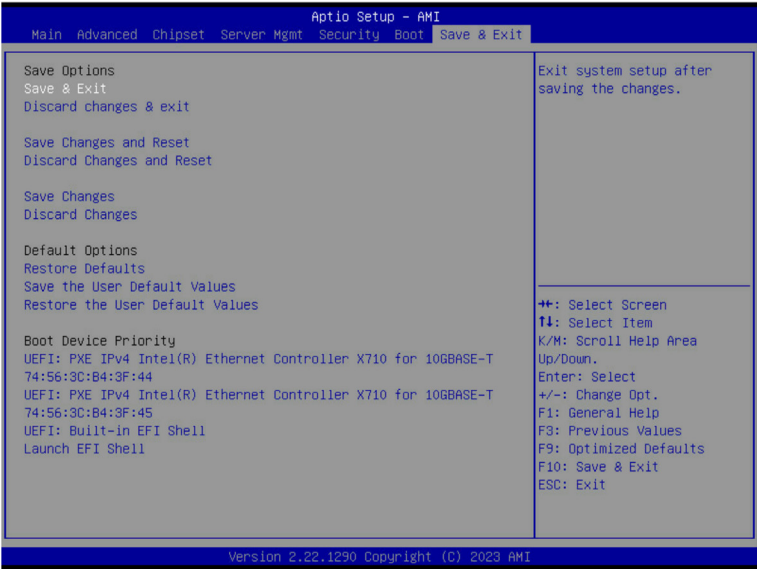 Aptio Setup – AMI
Main Advanced Chipset Server Mgmt Security Boot Save & Exit
Save Options
Save & Exit
Discard changes & exit
Save Changes and Reset
Discard Changes and Reset
Save Changes
Discard Changes
Default Options
Restore Defaults
Save the User Default Values
Restore the User Default Values
Boot Device Priority
UEFI: PXE IPv4 Intel(R) Ethernet Controller X710 for 10GBASE-T
74:56:3C:B4:3F:44
UEFI: PXE IPv4 Intel(R) Ethernet Controller X710 for 10GBASE-T
74:56:3C:B4:3F:45
UEFI: Built-in EFI Shell
Launch EFI Shell
Exit system setup after
saving the changes.
→←: Select Screen
↑↓: Select Item
K/M: Scroll Help Area
Up/Down.
Enter: Select
+/-: Change Opt.
F1: General Help
F3: Previous Values
F9: Optimized Defaults
F10: Save & Exit
ESC: Exit
Version 2.22.1290 Copyright (C) 2023 AMI